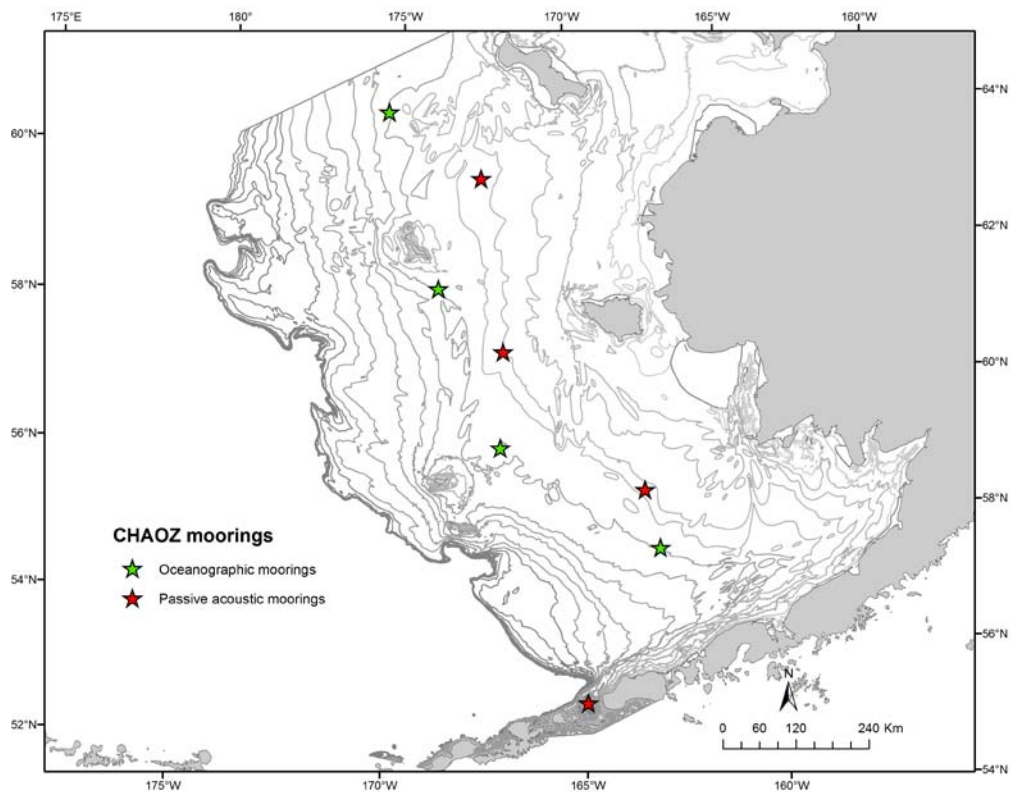 175°E 180° 175°W 170°W 165°W 160°W
64°N
60°N
62°N
58°N
60°N
56°N
58°N
CHAOZ moorings
Oceanographic moorings
54°N
Passive acoustic moorings
56°N
N
52°N
0 60 120 240 Km
54°N
175°W 170°W 165°W 160°W